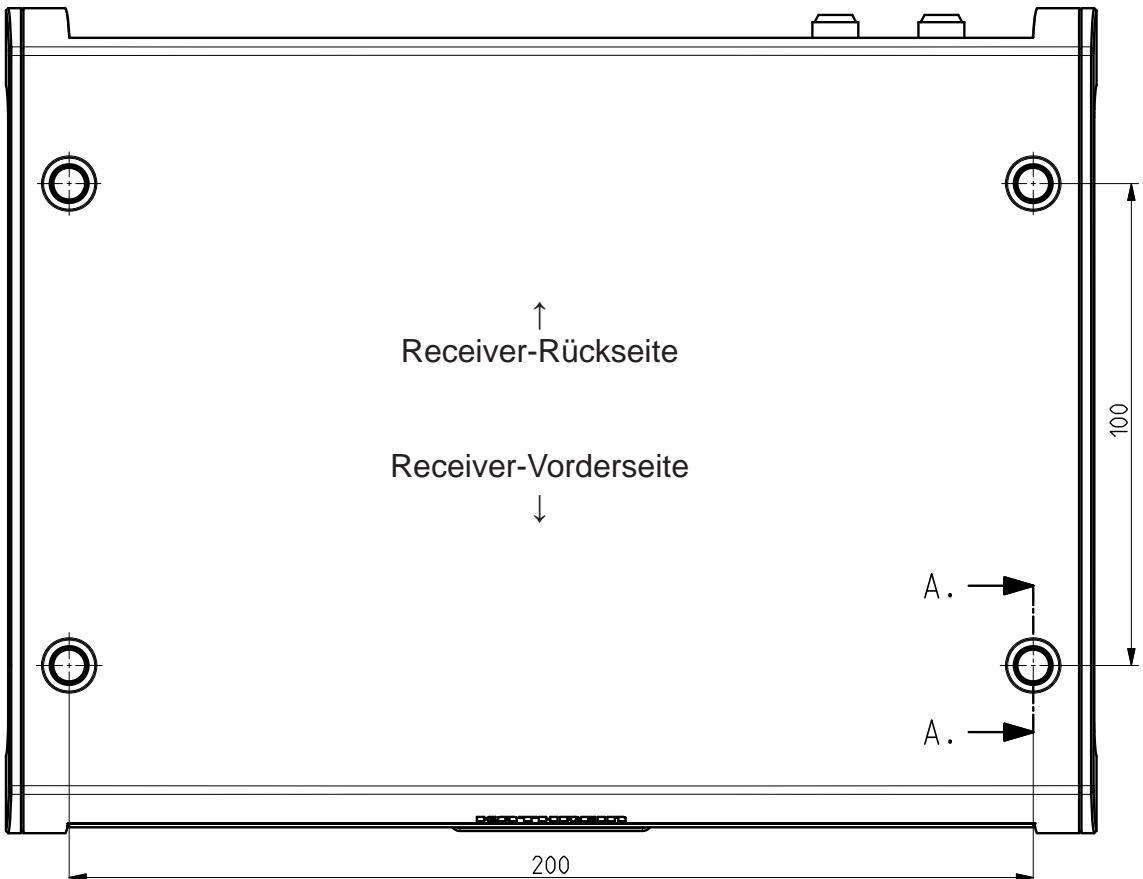 ↑
Receiver-Rückseite
100
Receiver-Vorderseite
↓
A.
A.
200